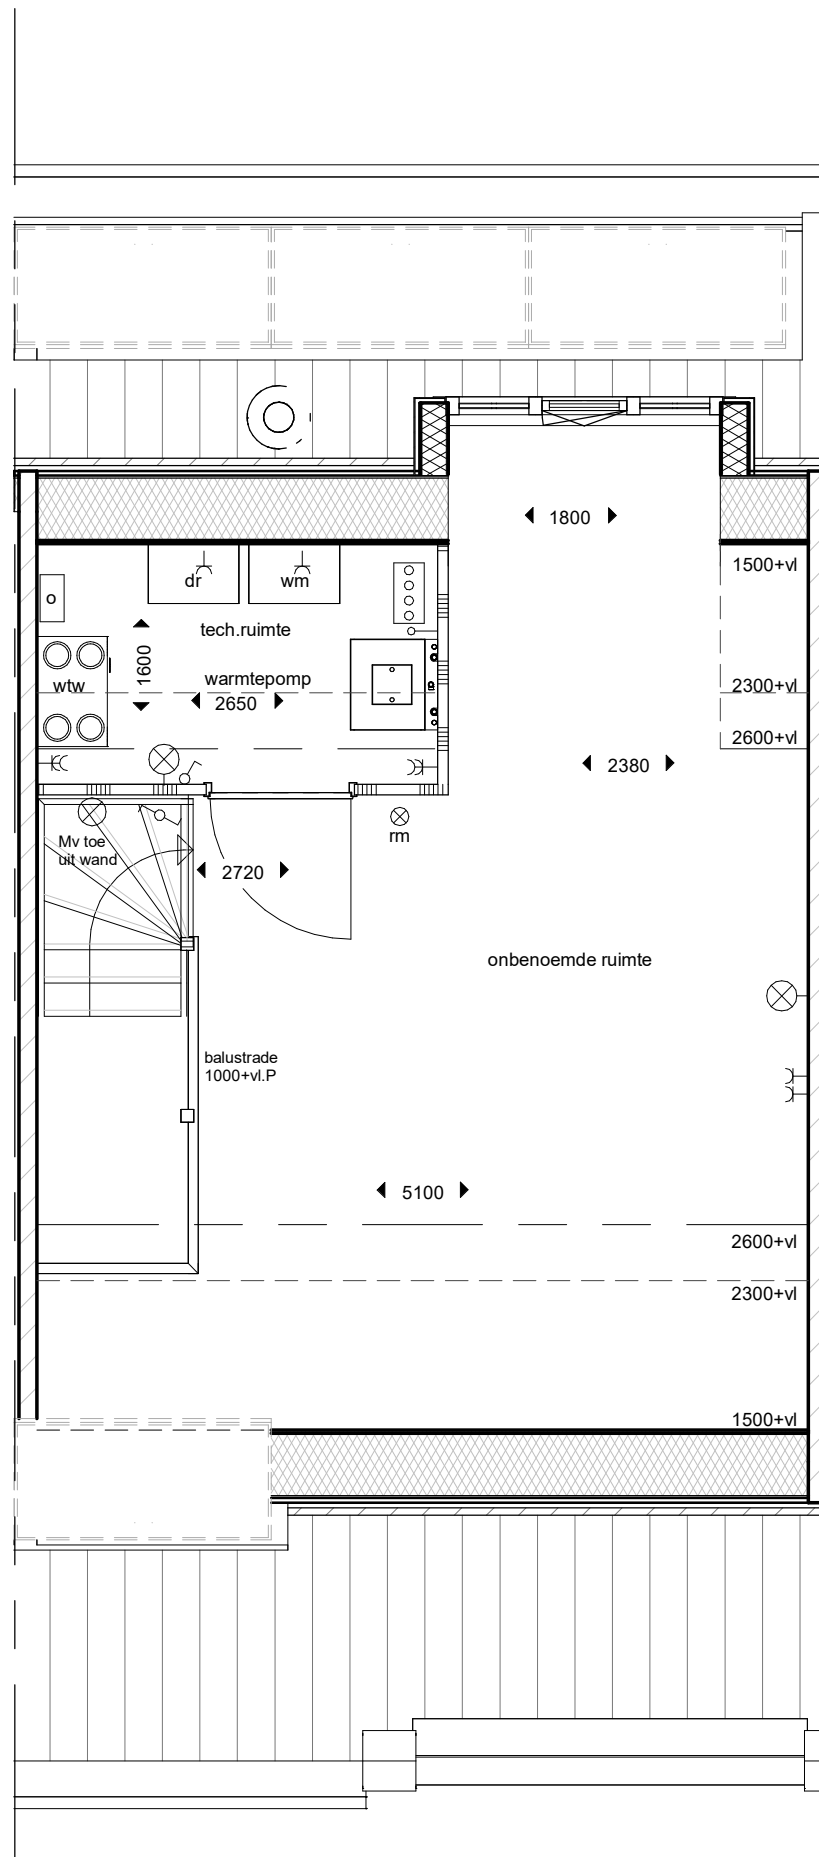 1800
1500+vl
dr
wm
o
tech.ruimte
1600
warmtepomp
wtw
2650
2300+vl
2600+vl
2380
rm
Mv toe
uit wand
2720
onbenoemde ruimte
balustrade
1000+vl.P
5100
2600+vl
2300+vl
1500+vl